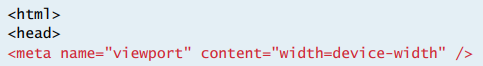 <html>
<head>
<meta name="viewport" content="width=device-width" />